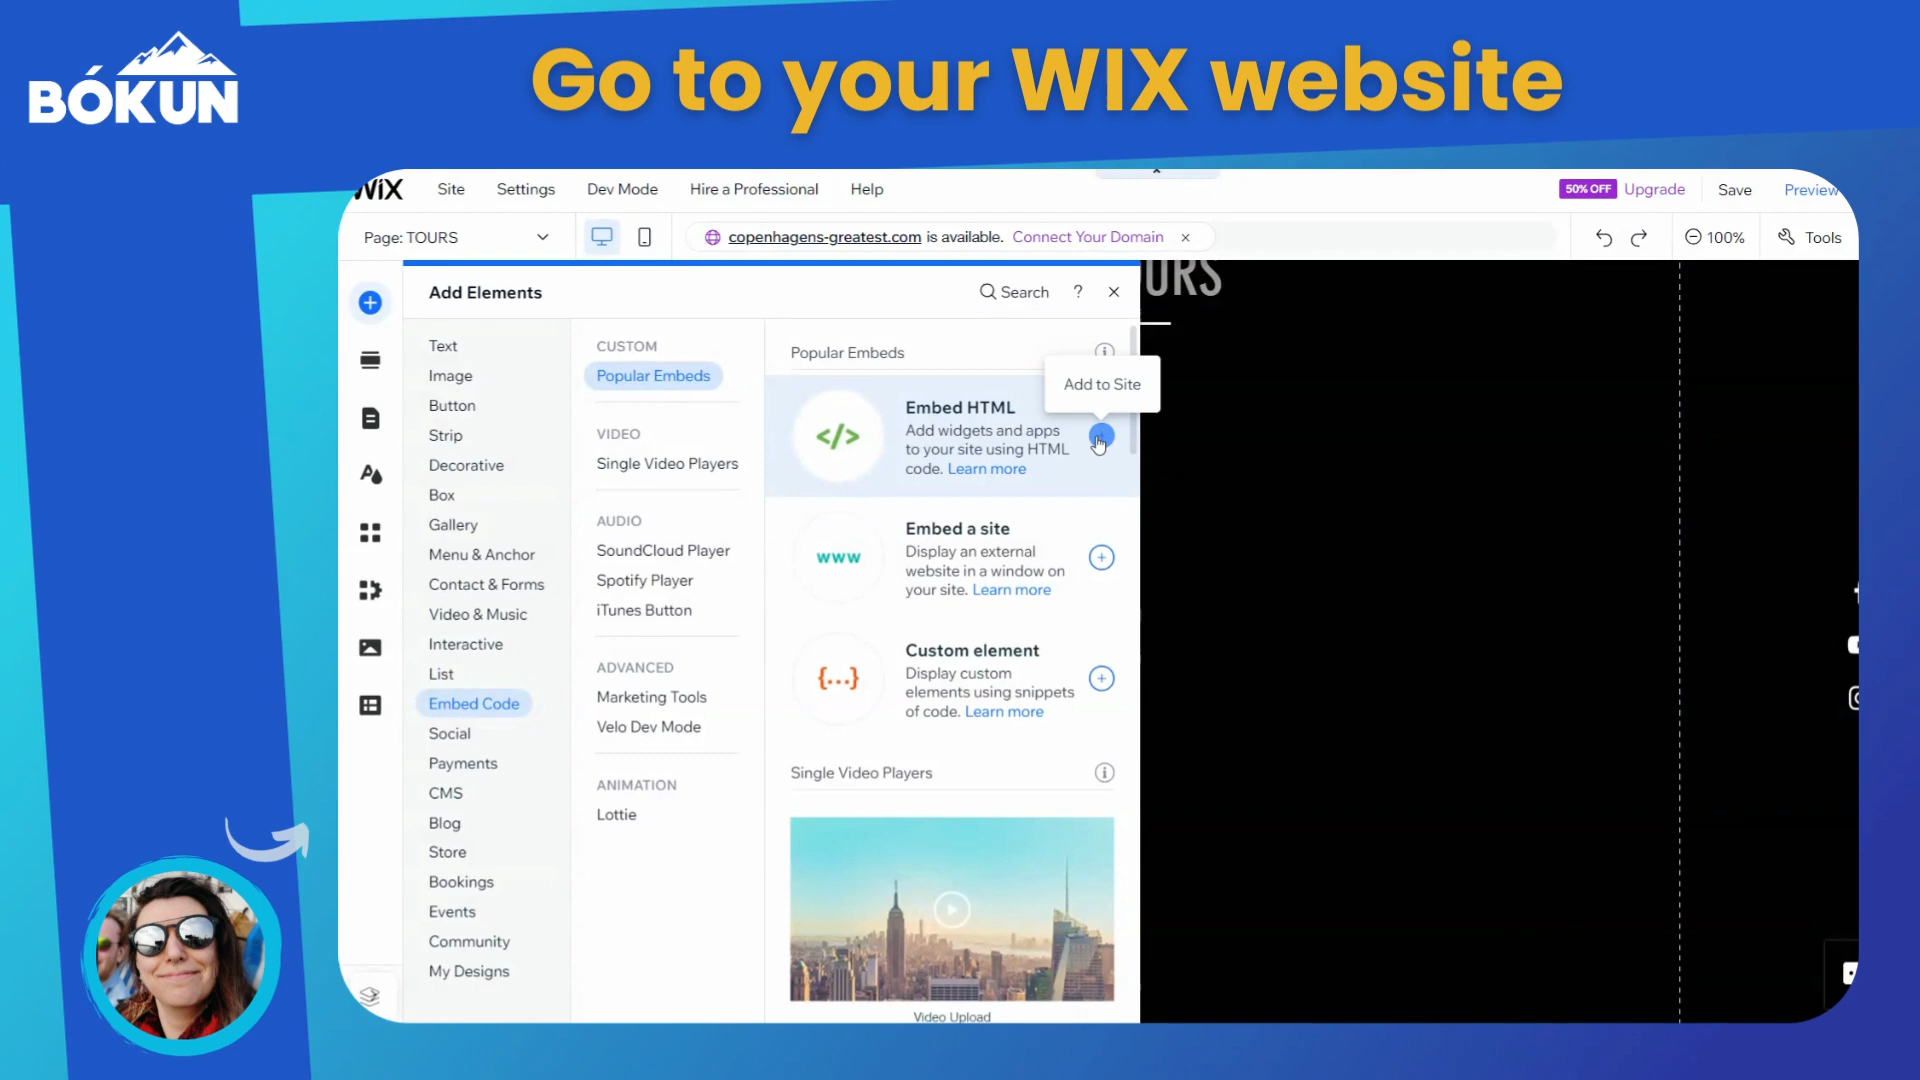 BÓKUN
Go to your WIX website
WiX
Site
Settings
Dev Mode
Hire a Professional
Help
50% OFF
Upgrade
Save
Preview
Page: TOURS
copenhagens-greatest.com is available. Connect Your Domain
100%
Tools
Add Elements
Search
?
Text
Image
Button
Strip
Decorative
Box
Gallery
Menu & Anchor
Contact & Forms
Video & Music
Interactive
List
Embed Code
Social
Payments
CMS
Blog
Store
Bookings
Events
Community
My Designs
CUSTOM
Popular Embeds
VIDEO
Single Video Players
AUDIO
SoundCloud Player
Spotify Player
iTunes Button
ADVANCED
Marketing Tools
Velo Dev Mode
ANIMATION
Lottie
Popular Embeds
Add to Site
</>
Embed HTML
Add widgets and apps
to your site using HTML
code. Learn more
www
Embed a site
Display an external
website in a window on
your site. Learn more
{...}
Custom element
Display custom
elements using snippets
of code. Learn more
Single Video Players
Video Upload
URS